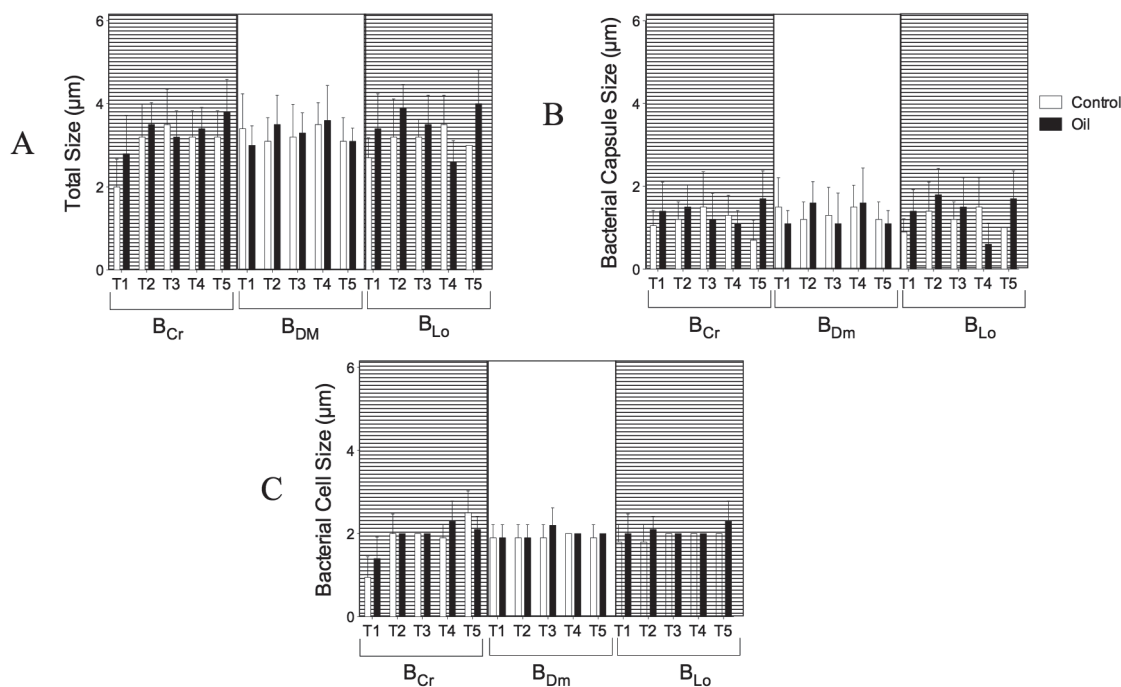 A
Total Size (µm)
6
4
2
0
T1 T2 T3 T4 T5 T1 T2 T3 T4 T5 T1 T2 T3 T4 T5
BCr BDM BLo
B
Bacterial Capsule Size (µm)
6
4
2
0
T1 T2 T3 T4 T5 T1 T2 T3 T4 T5 T1 T2 T3 T4 T5
BCr BDm BLo
Control
Oil
C
Bacterial Cell Size (µm)
6
4
2
0
T1 T2 T3 T4 T5 T1 T2 T3 T4 T5 T1 T2 T3 T4 T5
BCr BDm BLo